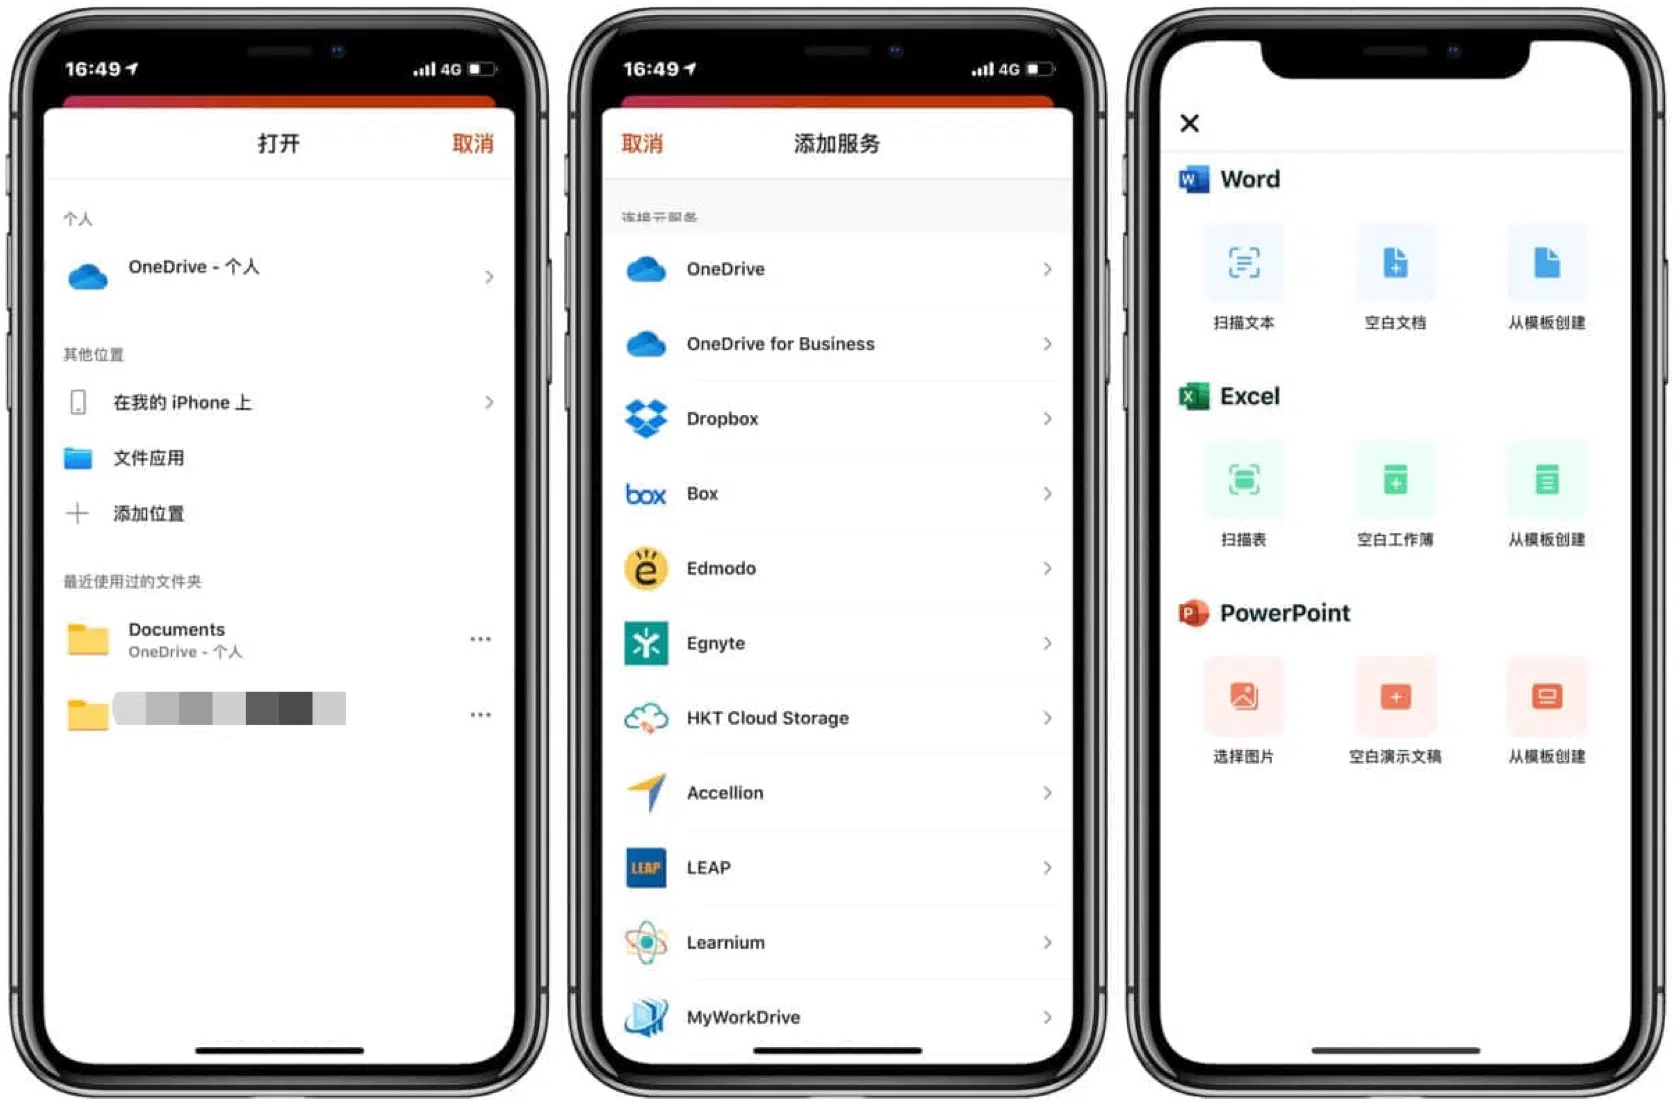 16:49
4G
打开
取消
个人
OneDrive - 个人
其他位置
在我的 iPhone 上
文件应用
添加位置
最近使用过的文件夹
Documents
OneDrive - 个人
16:49
4G
取消
添加服务
连接云服务
OneDrive
OneDrive for Business
Dropbox
box
Box
Edmodo
Egnyte
HKT Cloud Storage
Accellion
LEAP
LEAP
Learnium
MyWorkDrive
W
Word
扫描文本
空白文档
从模板创建
X
Excel
扫描表
空白工作簿
从模板创建
P
PowerPoint
选择图片
空白演示文稿
从模板创建